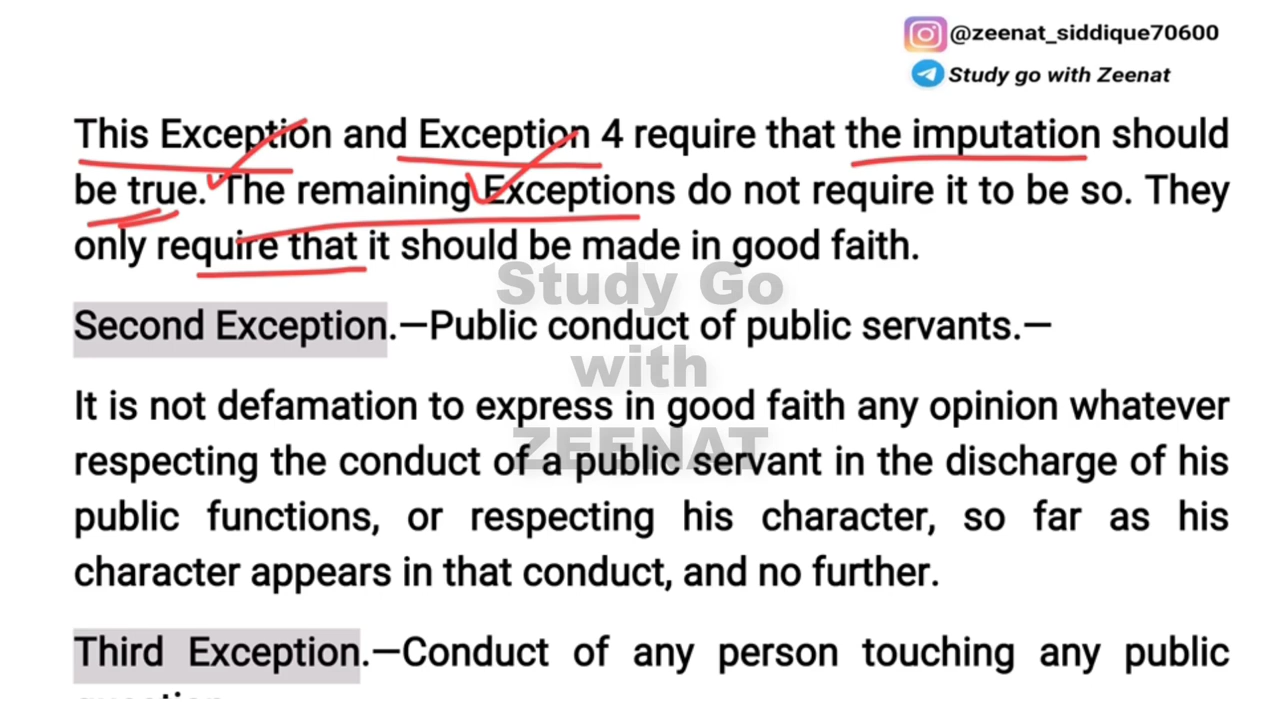 @zeenat_siddique70600
Study go with Zeenat
This Exception and Exception 4 require that the imputation should
be true. The remaining Exceptions do not require it to be so. They
only require that it should be made in good faith.
Study Go
with
ZEENAT
Second Exception.—Public conduct of public servants.—
It is not defamation to express in good faith any opinion whatever
respecting the conduct of a public servant in the discharge of his
public functions, or respecting his character, so far as his
character appears in that conduct, and no further.
Third Exception.—Conduct of any person touching any public